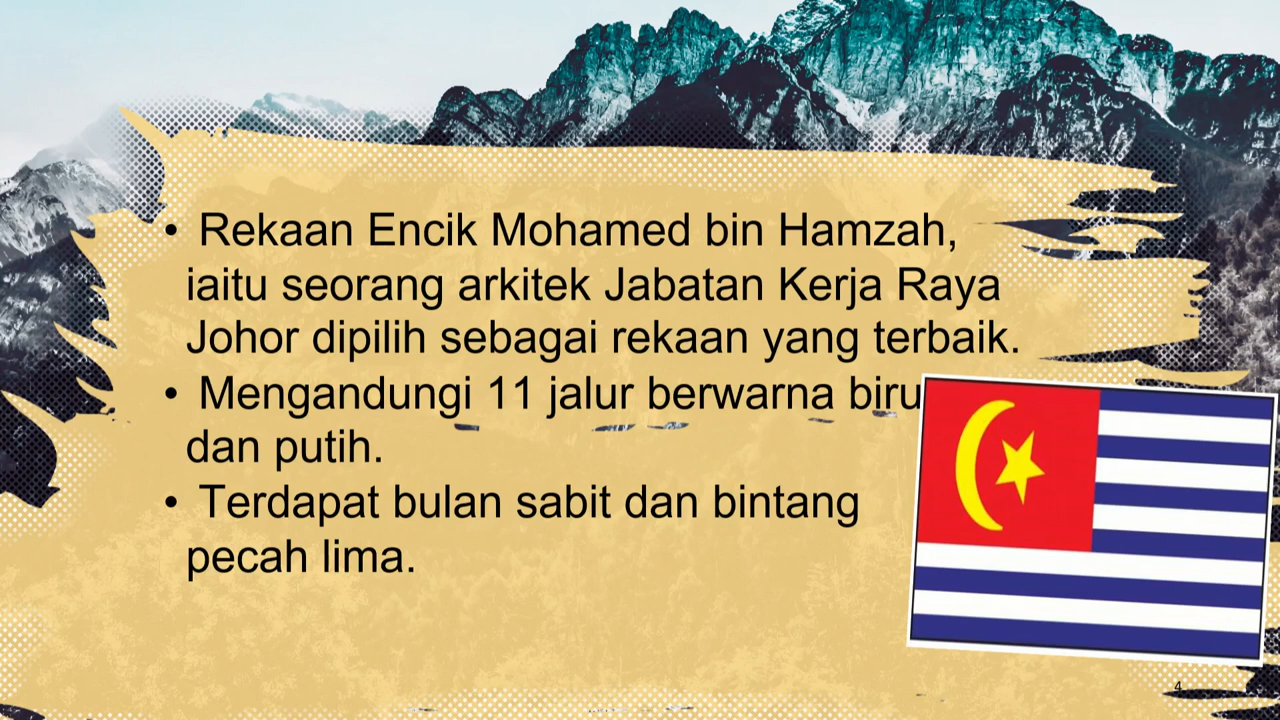 • Rekaan Encik Mohamed bin Hamzah,
iaitu seorang arkitek Jabatan Kerja Raya
Johor dipilih sebagai rekaan yang terbaik.
• Mengandungi 11 jalur berwarna biru
dan putih.
• Terdapat bulan sabit dan bintang
pecah lima.
4